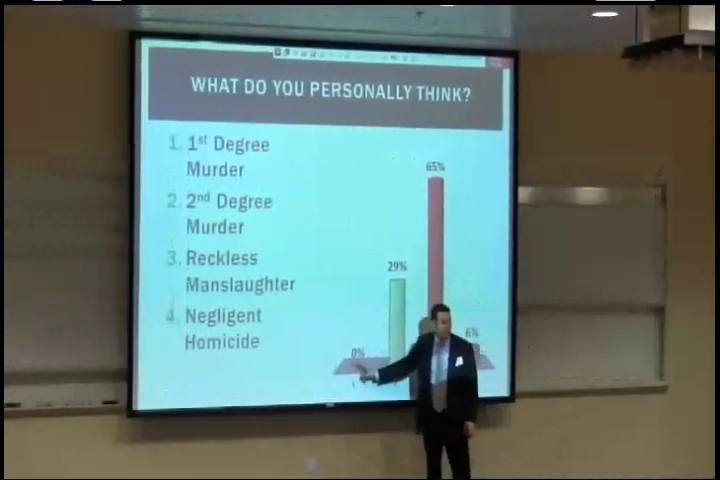 WHAT DO YOU PERSONALLY THINK?
1. 1st Degree
Murder
2. 2nd Degree
Murder
3. Reckless
Manslaughter
4. Negligent
Homicide
65%
29%
6%
0%